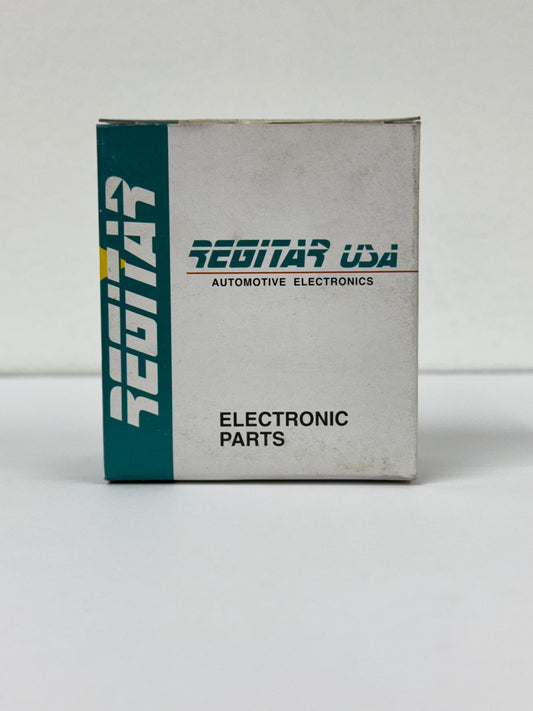 REGITAR
REGITAR USA
AUTOMOTIVE ELECTRONICS
ELECTRONIC
PARTS